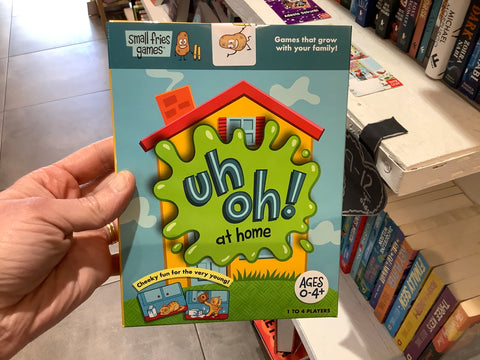 small fries
games
Games that grow
with your family!
uh
oh!
at home
Cheeky fun for the very young!
AGES
0-4+
1 TO 4 PLAYERS